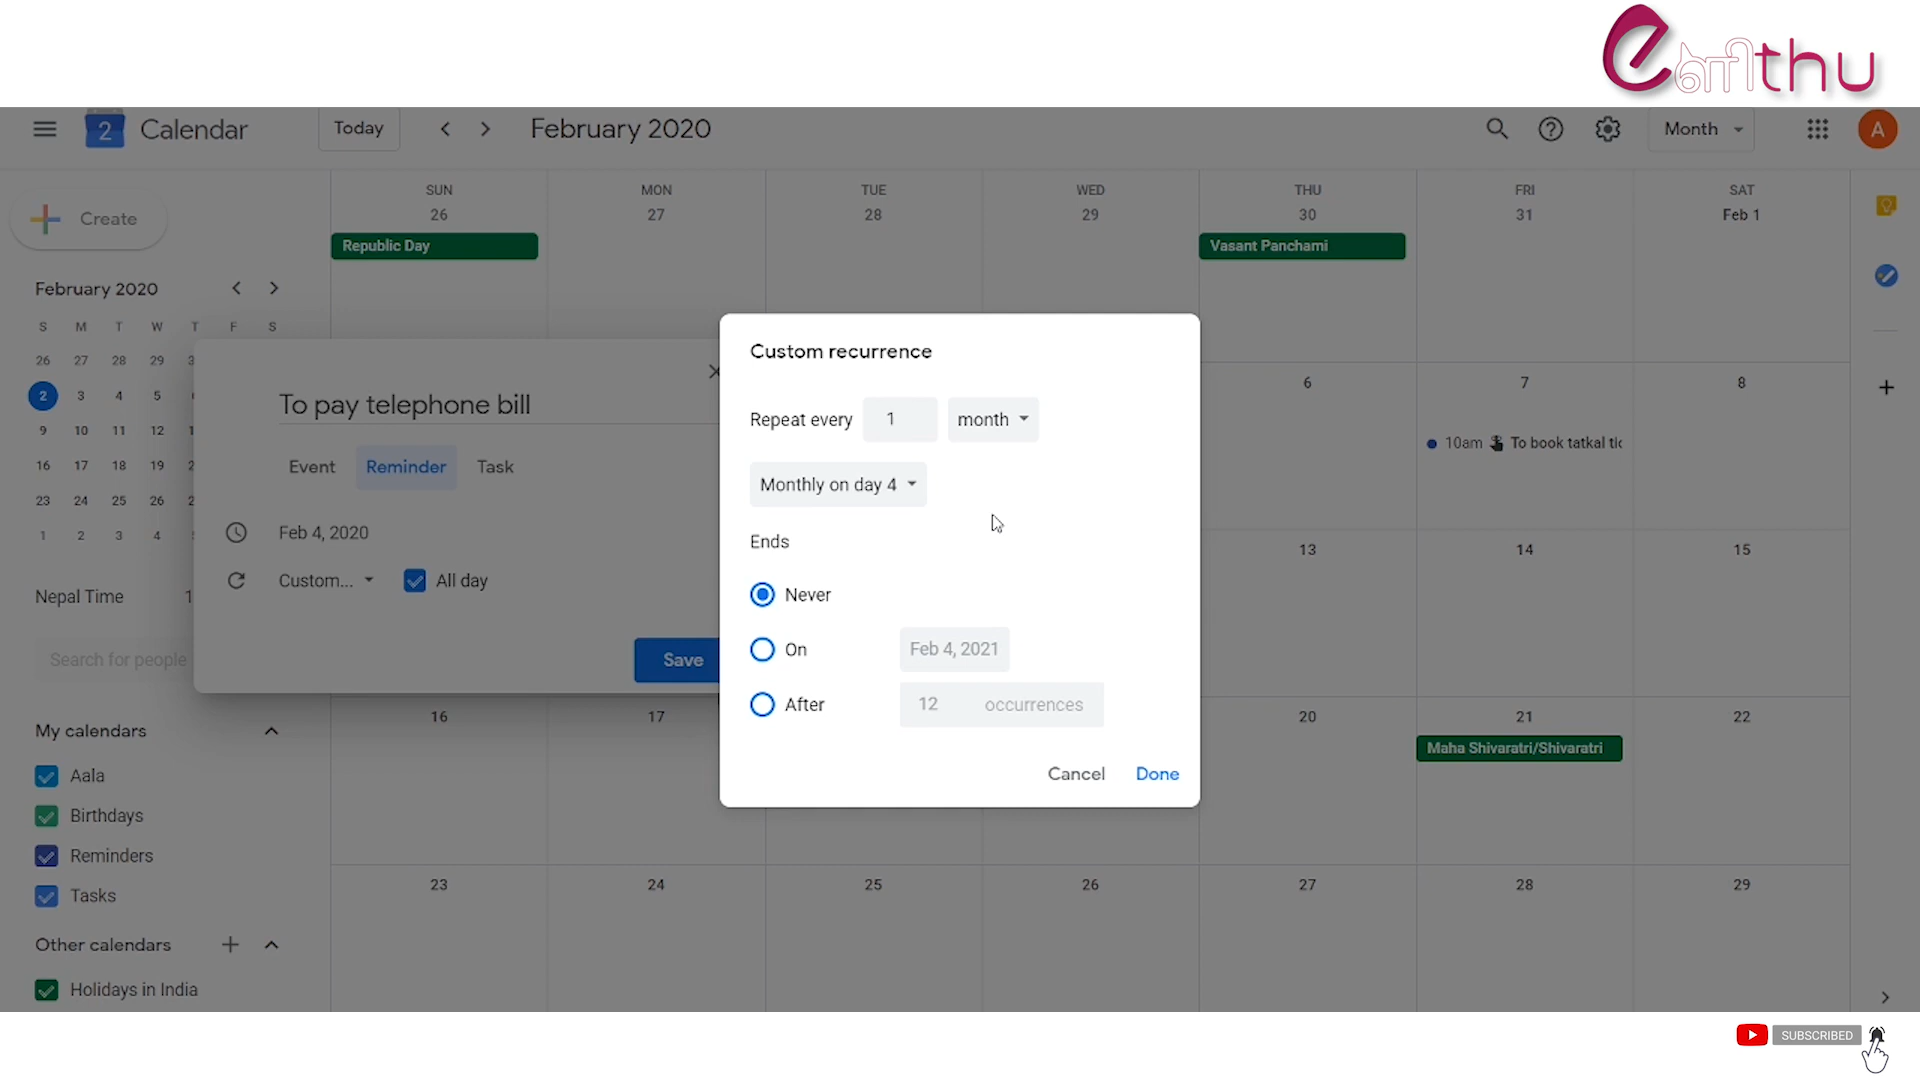 eளிthu
2 Calendar Today February 2020 Month A
SUN MON TUE WED THU FRI SAT
26 27 28 29 30 31 Feb 1
Create
Republic Day Vasant Panchami
February 2020
S M T W T F S
26 27 28 29
2 3 4 5
9 10 11 12
16 17 18 19
23 24 25 26
1 2 3 4
Nepal Time
Search for people
To pay telephone bill
Event Reminder Task
Feb 4, 2020
Custom... All day
Save
Custom recurrence
Repeat every 1 month
Monthly on day 4
Ends
Never
On Feb 4, 2021
After 12 occurrences
Cancel Done
6 7 8
10am To book tatkal tic
13 14 15
16 17 20 21 22
Maha Shivaratri/Shivaratri
23 24 25 26 27 28 29
My calendars
Aala
Birthdays
Reminders
Tasks
Other calendars
Holidays in India
SUBSCRIBED